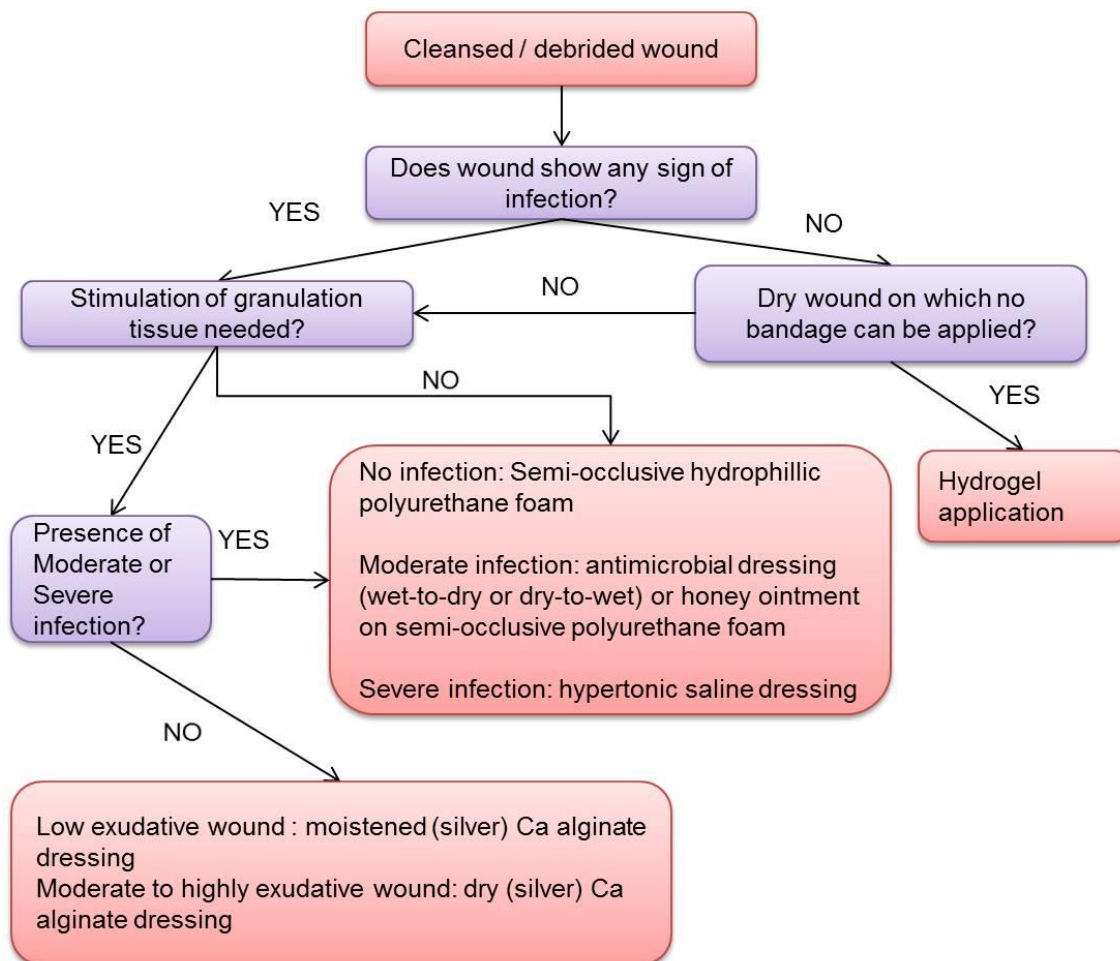 Cleansed / debrided wound
Does wound show any sign of
infection?
YES
NO
Stimulation of granulation
tissue needed?
NO
Dry wound on which no
bandage can be applied?
NO
YES
YES
No infection: Semi-occlusive hydrophillic
polyurethane foam
Moderate infection: antimicrobial dressing
(wet-to-dry or dry-to-wet) or honey ointment
on semi-occlusive polyurethane foam
Severe infection: hypertonic saline dressing
Hydrogel
application
Presence of
Moderate or
Severe
infection?
YES
NO
Low exudative wound : moistened (silver) Ca alginate
dressing
Moderate to highly exudative wound: dry (silver) Ca
alginate dressing